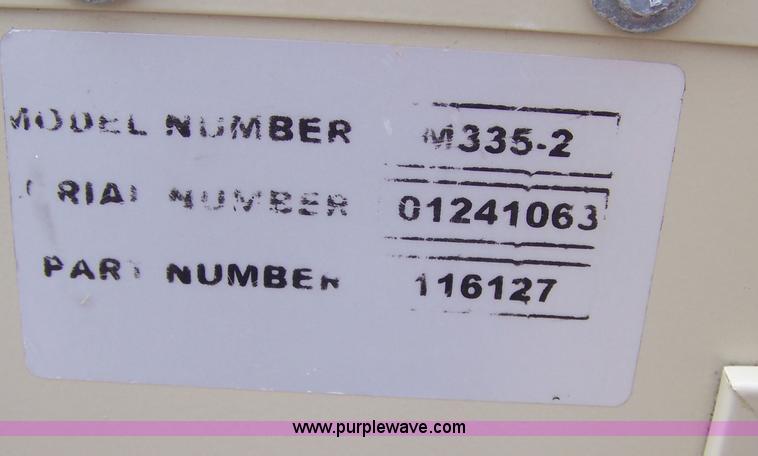 MODEL NUMBER M335-2
SERIAL NUMBER 01241063
PART NUMBER 116127
www.purplewave.com